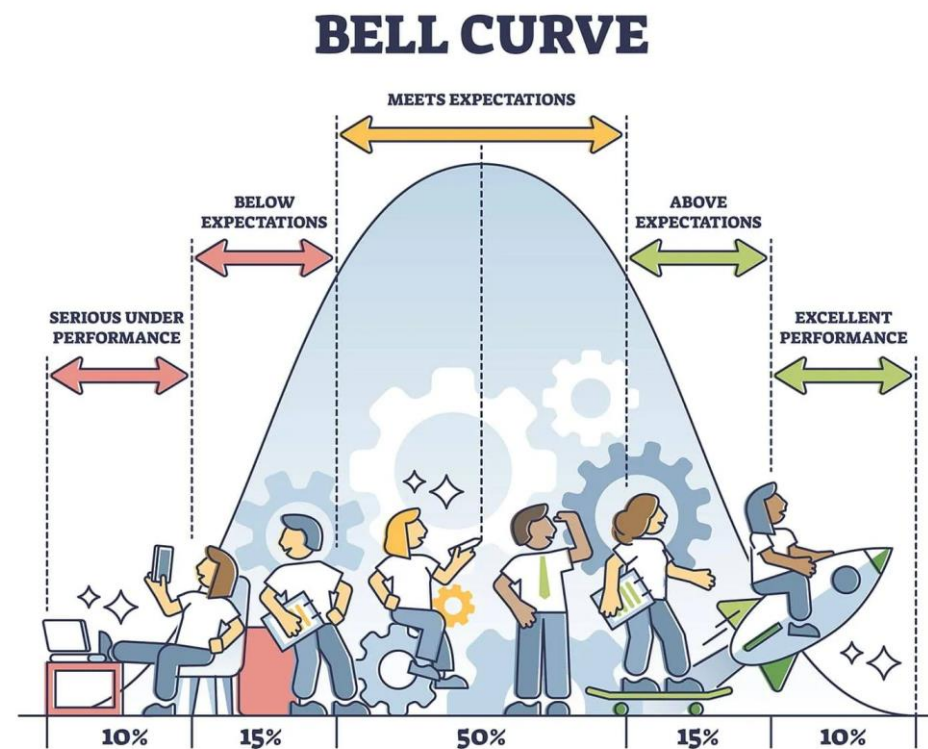 BELL CURVE
MEETS EXPECTATIONS
BELOW
EXPECTATIONS
ABOVE
EXPECTATIONS
SERIOUS UNDER
PERFORMANCE
EXCELLENT
PERFORMANCE
10%
15%
50%
15%
10%